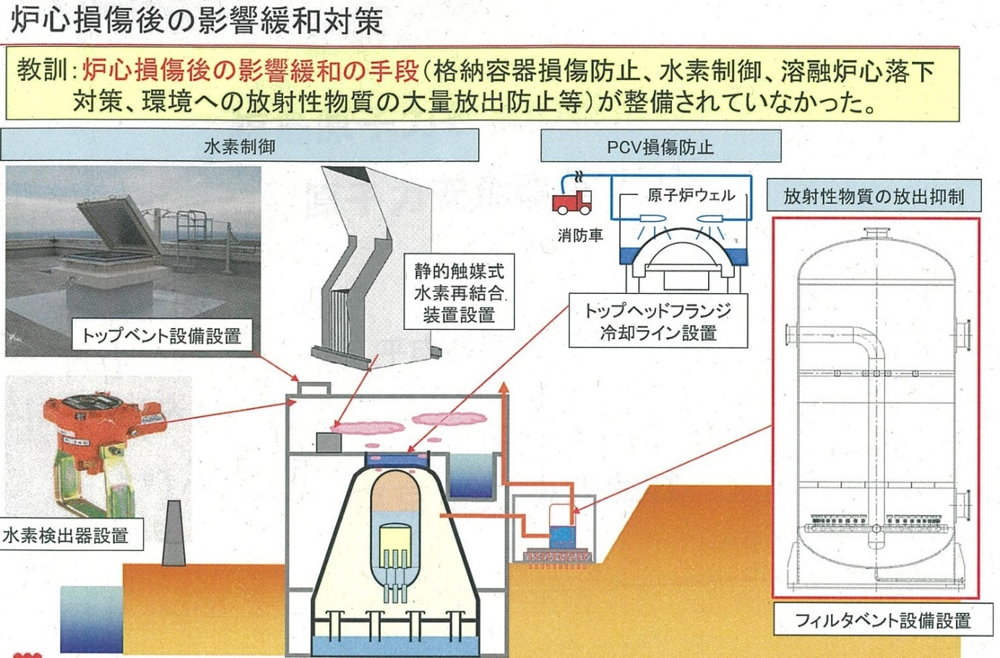 炉心損傷後の影響緩和対策
教訓：炉心損傷後の影響緩和の手段（格納容器損傷防止、水素制御、溶融炉心落下
対策、環境への放射性物質の大量放出防止等）が整備されていなかった。
水素制御
PCV損傷防止
放射性物質の放出抑制
原子炉ウェル
消防車
静的触媒式
水素再結合
装置設置
トップヘッドフランジ
冷却ライン設置
トップベント設備設置
水素検出器設置
フィルタベント設備設置